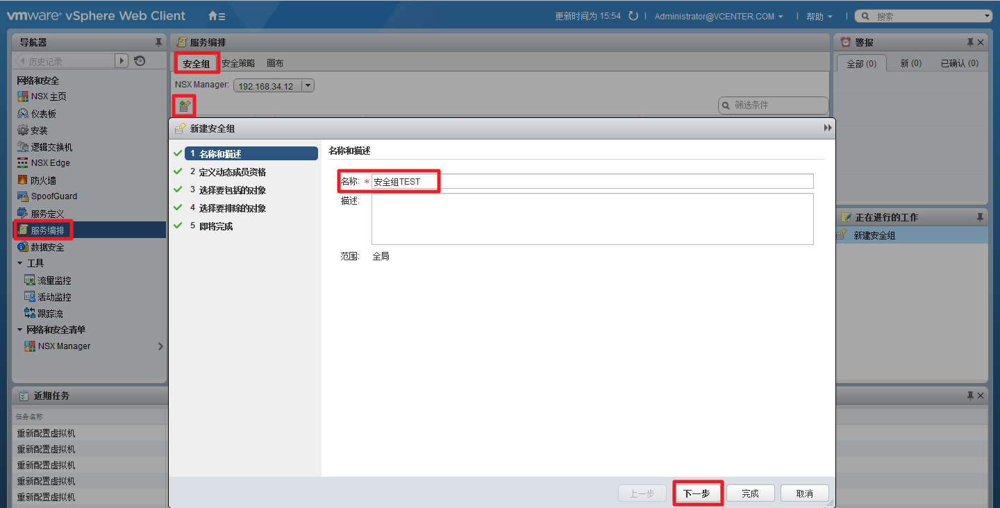 vmware® vSphere Web Client
更新时间为 15:54
Administrator@VCENTER.COM
帮助
搜索
导航器
历史记录
网络和安全
NSX 主页
仪表板
安装
逻辑交换机
NSX Edge
防火墙
SpoofGuard
服务定义
服务编排
数据安全
工具
流量监控
活动监控
跟踪流
网络和安全清单
NSX Manager
服务编排
安全组 安全策略 画布
NSX Manager: 192.168.34.12
筛选条件
新建安全组
1 名称和描述
2 定义动态成员资格
3 选择要包括的对象
4 选择要排除的对象
5 即将完成
名称和描述
名称: * 安全组TEST
描述:
范围: 全局
上一步 下一步 完成 取消
警报
全部 (0) 新 (0) 已确认 (0)
正在进行的工作
新建安全组
近期任务
任务名称
重新配置虚拟机
重新配置虚拟机
重新配置虚拟机
重新配置虚拟机
重新配置虚拟机